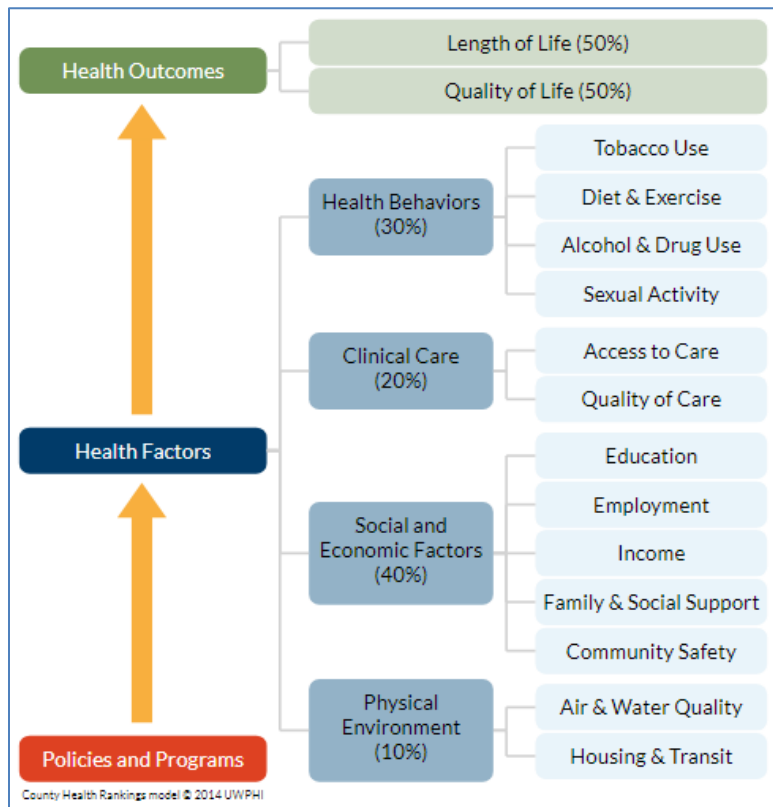 Health Outcomes
Length of Life (50%)
Quality of Life (50%)
Health Factors
Health Behaviors
(30%)
Tobacco Use
Diet & Exercise
Alcohol & Drug Use
Sexual Activity
Clinical Care
(20%)
Access to Care
Quality of Care
Social and
Economic Factors
(40%)
Education
Employment
Income
Family & Social Support
Community Safety
Physical
Environment
(10%)
Air & Water Quality
Housing & Transit
Policies and Programs
County Health Rankings model © 2014 UWPHI